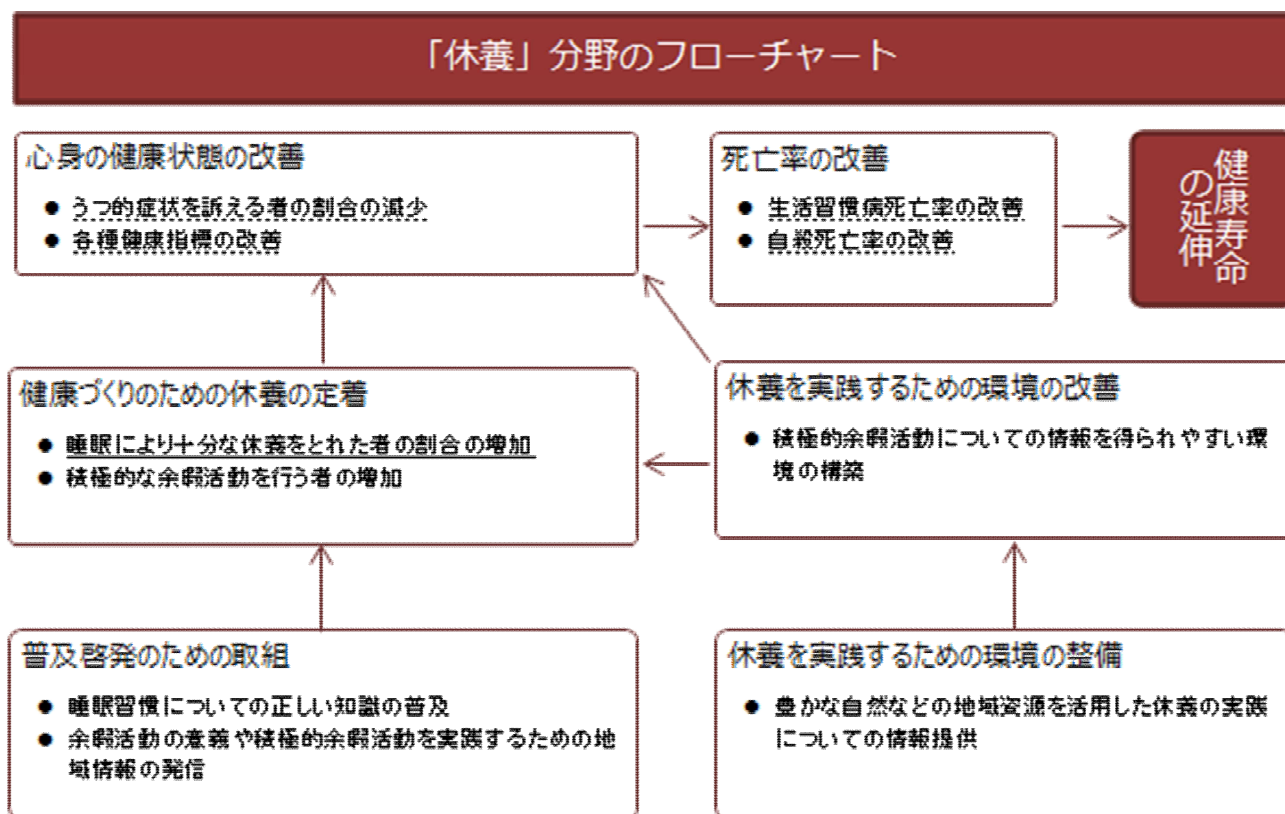 「休養」分野のフローチャート
心身の健康状態の改善
● うつ的症状を訴える者の割合の減少
● 各種健康指標の改善
死亡率の改善
● 生活習慣病死亡率の改善
● 自殺死亡率の改善
健康寿命
の延伸
健康づくりのための休養の定着
● 睡眠により十分な休養をとれた者の割合の増加
● 積極的な余暇活動を行う者の増加
休養を実践するための環境の改善
● 積極的余暇活動についての情報を得られやすい環
境の構築
普及啓発のための取組
● 睡眠習慣についての正しい知識の普及
● 余暇活動の意義や積極的余暇活動を実践するための地
域情報の発信
休養を実践するための環境の整備
● 豊かな自然などの地域資源を活用した休養の実践
についての情報提供